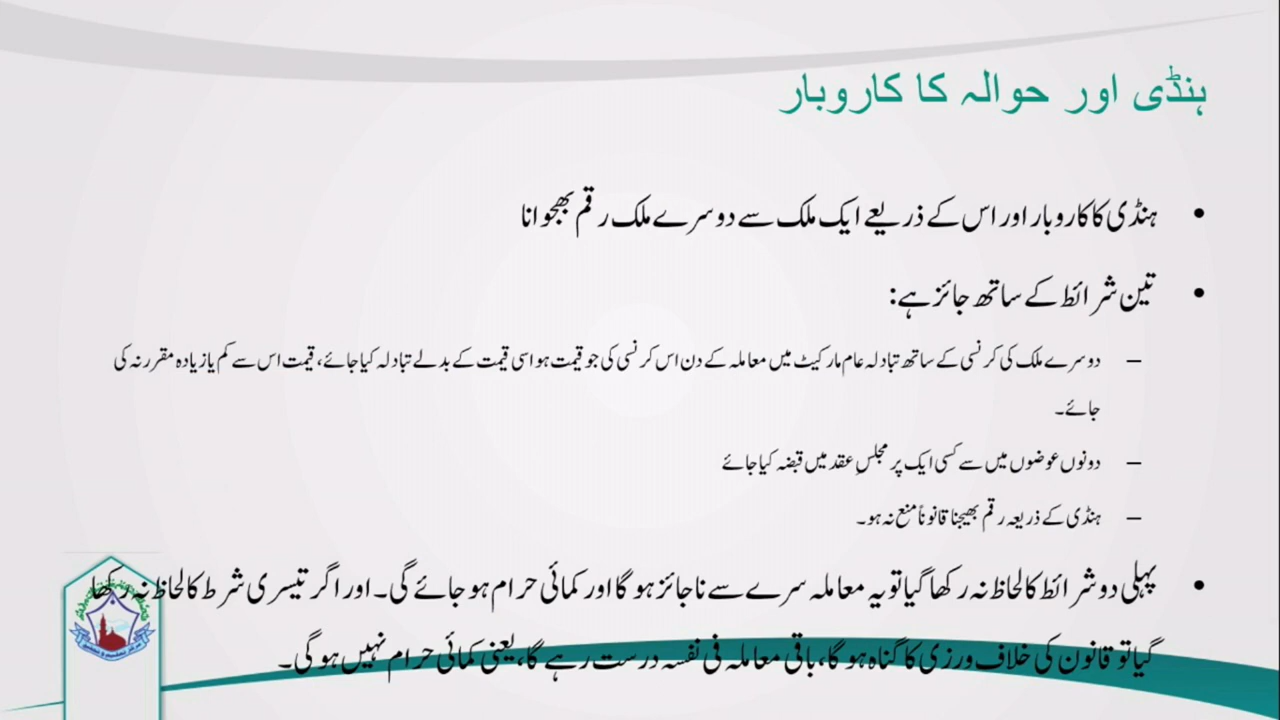 ہنڈی اور حوالہ کا کاروبار
• ہنڈی کا کاروبار اور اس کے ذریعے ایک ملک سے دوسرے ملک رقم بھجوانا
• تین شرائط کے ساتھ جائز ہے:
– دوسرے ملک کی کرنسی کے ساتھ تبادلہ عام مارکیٹ میں معاملہ کے دن اس کرنسی کی جو قیمت ہو اسی قیمت کے بدلے تبادلہ کیا جائے، قیمت اس سے کم یا زیادہ مقرر نہ کی
جائے۔
– دونوں عوضوں میں سے کسی ایک پر مجلسِ عقد میں قبضہ کیا جائے
– ہنڈی کے ذریعہ رقم بھیجنا قانوناً منع نہ ہو۔
• پہلی دو شرائط کا لحاظ نہ رکھا گیا تو یہ معاملہ سرے سے ناجائز ہو گا اور کمائی حرام ہو جائے گی۔ اور اگر تیسری شرط کا لحاظ نہ رکھا
گیا تو قانون کی خلاف ورزی کا گناہ ہو گا، باقی معاملہ فی نفسہ درست رہے گا، یعنی کمائی حرام نہیں ہو گی۔